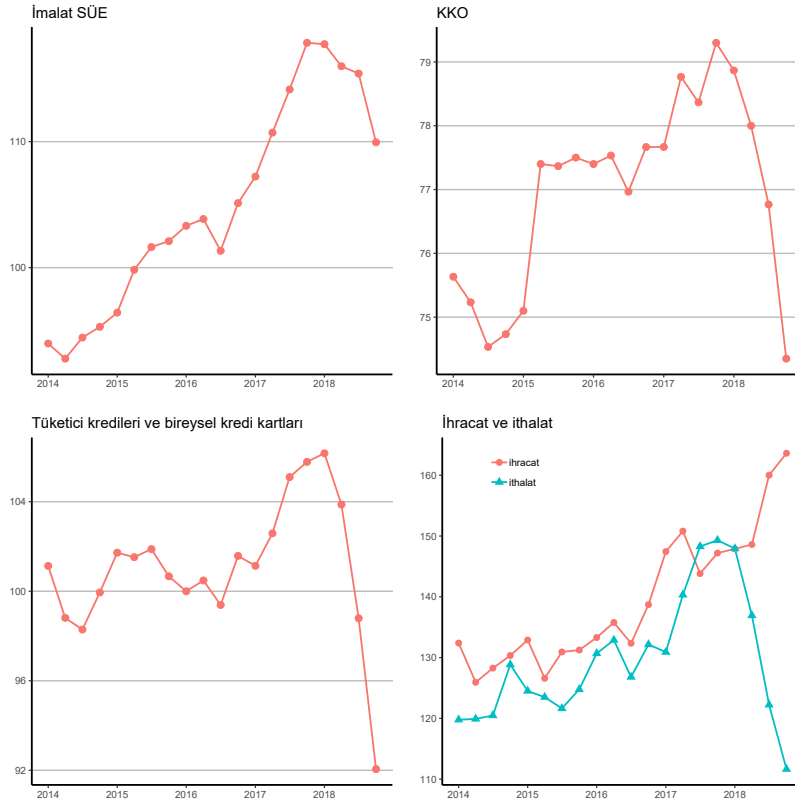 İmalat SÜE
110
100
2014 2015 2016 2017 2018
KKO
79
78
77
76
75
2014 2015 2016 2017 2018
Tüketici kredileri ve bireysel kredi kartları
104
100
96
92
2014 2015 2016 2017 2018
İhracat ve ithalat
ihracat
ithalat
160
150
140
130
120
110
2014 2015 2016 2017 2018